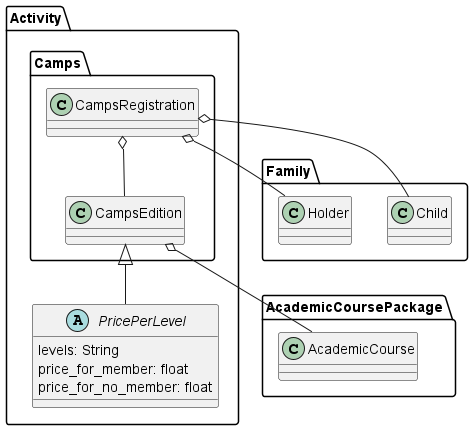 Activity
Camps
C CampsRegistration
Family
C Holder
C Child
C CampsEdition
AcademicCoursePackage
A PricePerLevel
levels: String
price_for_member: float
price_for_no_member: float
C AcademicCourse